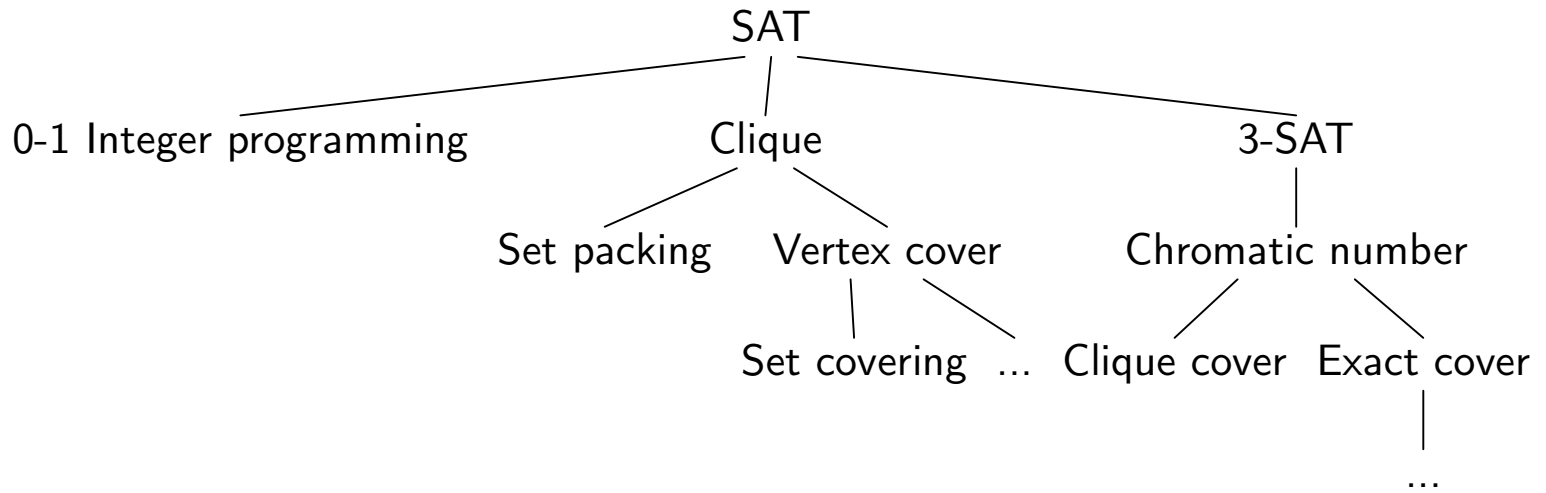 SAT
0-1 Integer programming Clique 3-SAT
Set packing Vertex cover Chromatic number
Set covering ... Clique cover Exact cover
...